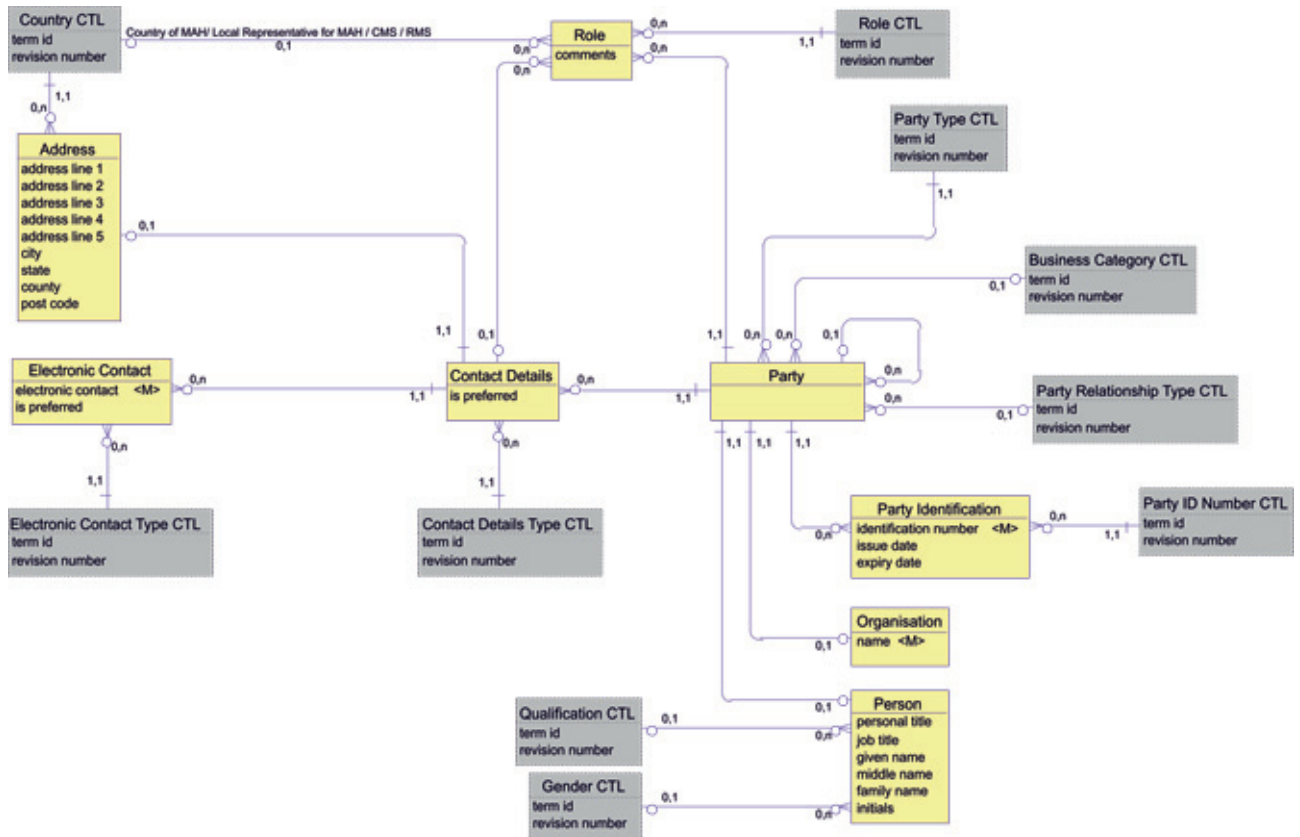 Country CTL
term id
revision number
Country of MAH/ Local Representative for MAH / CMS / RMS
0,1
0,n
Role
comments
0,n
0,n
0,n
1,1
Role CTL
term id
revision number
1,1
0,n
Address
address line 1
address line 2
address line 3
address line 4
address line 5
city
state
county
post code
0,1
Party Type CTL
term id
revision number
1,1
Business Category CTL
term id
revision number
0,1
1,1
0,1
1,1
0,n
0,n
0,1
Electronic Contact
electronic contact <M>
is preferred
0,n
1,1
Contact Details
is preferred
0,n
1,1
Party
0,n
0,n
0,1
Party Relationship Type CTL
term id
revision number
0,n
1,1
Electronic Contact Type CTL
term id
revision number
0,n
1,1
Contact Details Type CTL
term id
revision number
1,1
1,1
1,1
0,n
Party Identification
identification number <M>
issue date
expiry date
0,n
1,1
Party ID Number CTL
term id
revision number
Organisation
name <M>
0,1
Qualification CTL
term id
revision number
0,1
0,n
0,1
Person
personal title
job title
given name
middle name
family name
initials
Gender CTL
term id
revision number
0,1
0,n